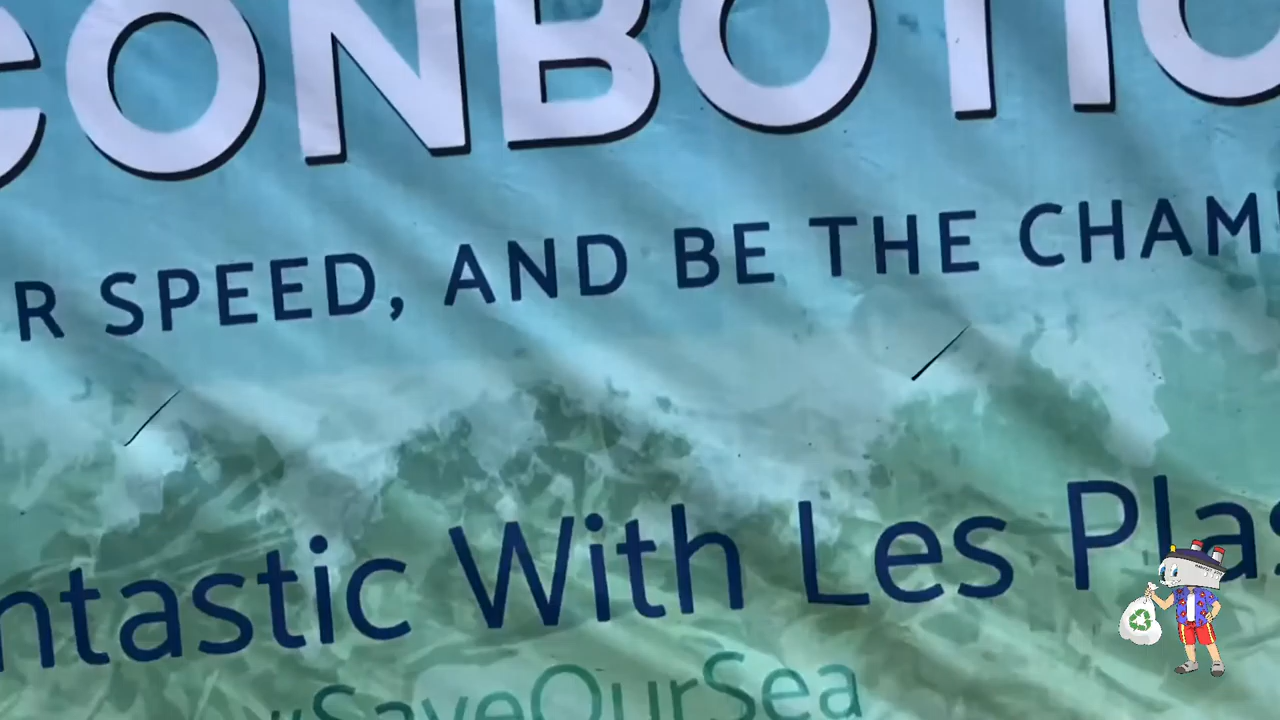 CONBOTIC
R SPEED, AND BE THE CHAM
ntastic With Les Plas
#SaveOurSea